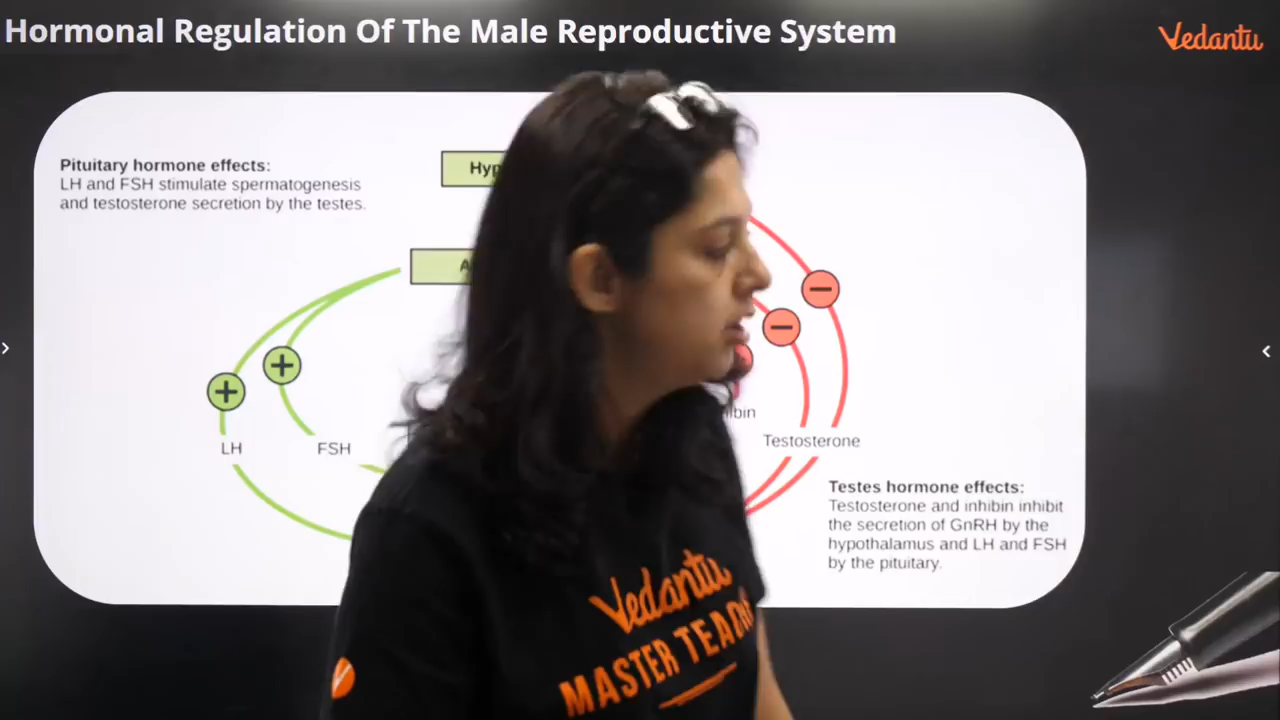 Hormonal Regulation Of The Male Reproductive System
Vedantu
Pituitary hormone effects:
LH and FSH stimulate spermatogenesis
and testosterone secretion by the testes.
LH
FSH
Testosterone
Testes hormone effects:
Testosterone and inhibin inhibit
the secretion of GnRH by the
hypothalamus and LH and FSH
by the pituitary.
Vedantu
MASTER